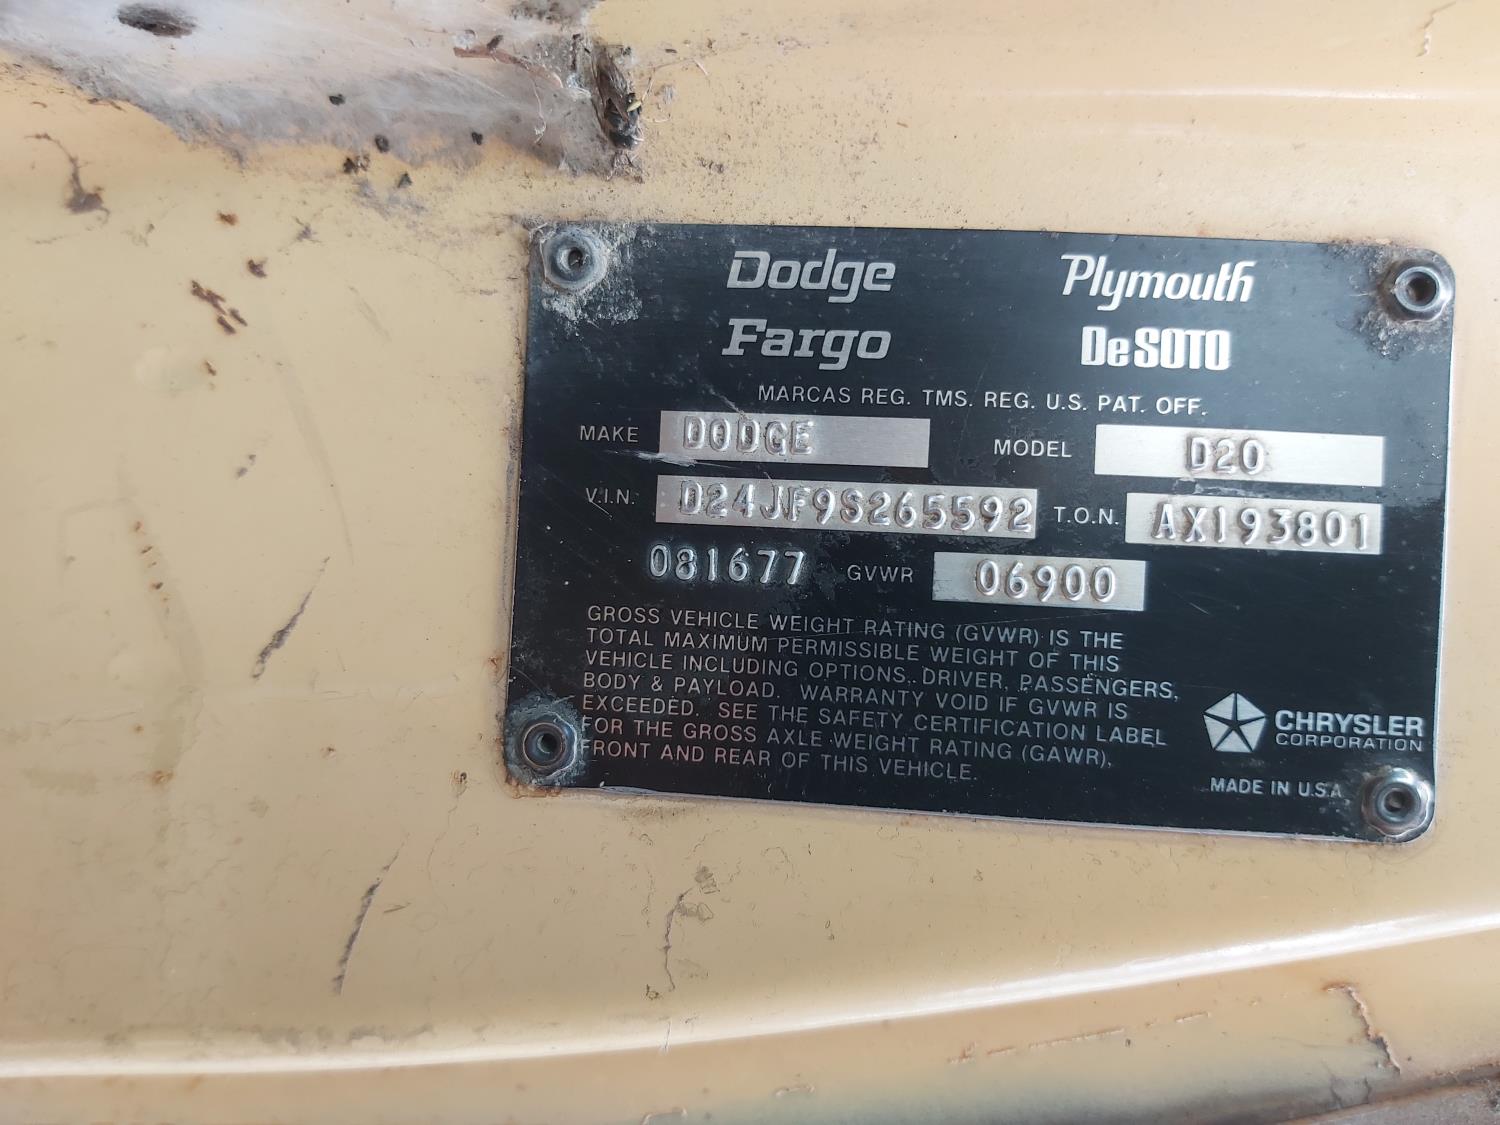 Dodge Plymouth
Fargo DeSOTO
MARCAS REG. TMS. REG. U.S. PAT. OFF.
MAKE DODGE MODEL D20
V.I.N. D24JF9S265592 T.O.N. AX193801
081677 GVWR 06900
GROSS VEHICLE WEIGHT RATING (GVWR) IS THE
TOTAL MAXIMUM PERMISSIBLE WEIGHT OF THIS
VEHICLE INCLUDING OPTIONS, DRIVER, PASSENGERS,
BODY & PAYLOAD. WARRANTY VOID IF GVWR IS
EXCEEDED. SEE THE SAFETY CERTIFICATION LABEL
FOR THE GROSS AXLE WEIGHT RATING (GAWR),
FRONT AND REAR OF THIS VEHICLE.
CHRYSLER
CORPORATION
MADE IN U.S.A.